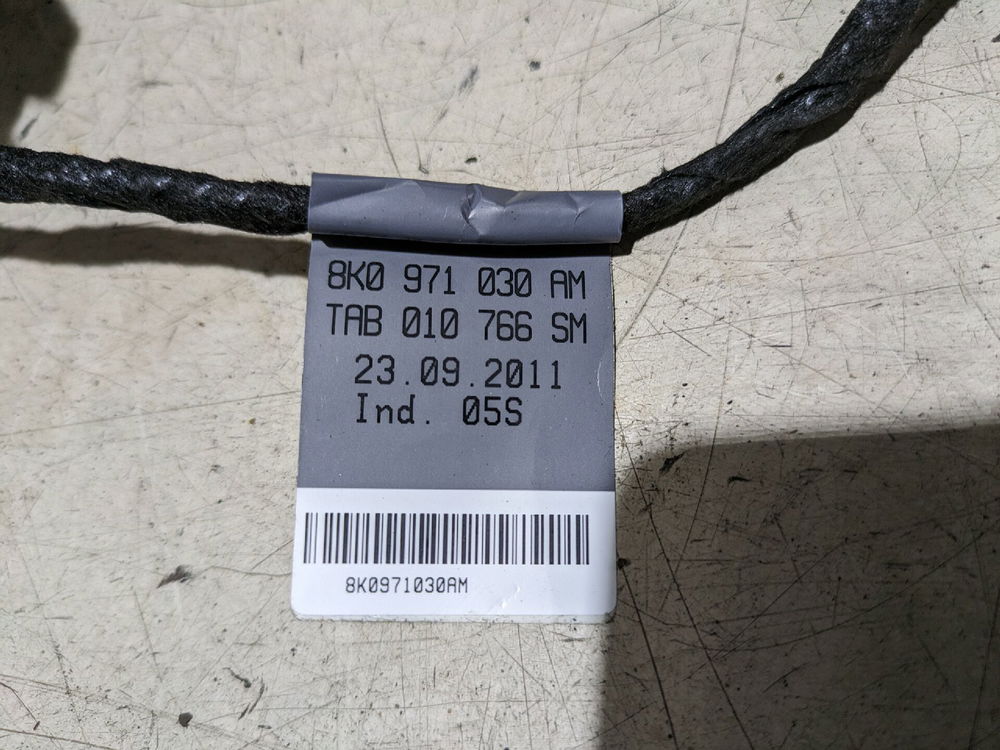 8K0 971 030 AM
TAB 010 766 SM
23.09.2011
Ind. 05S
8K0971030AM